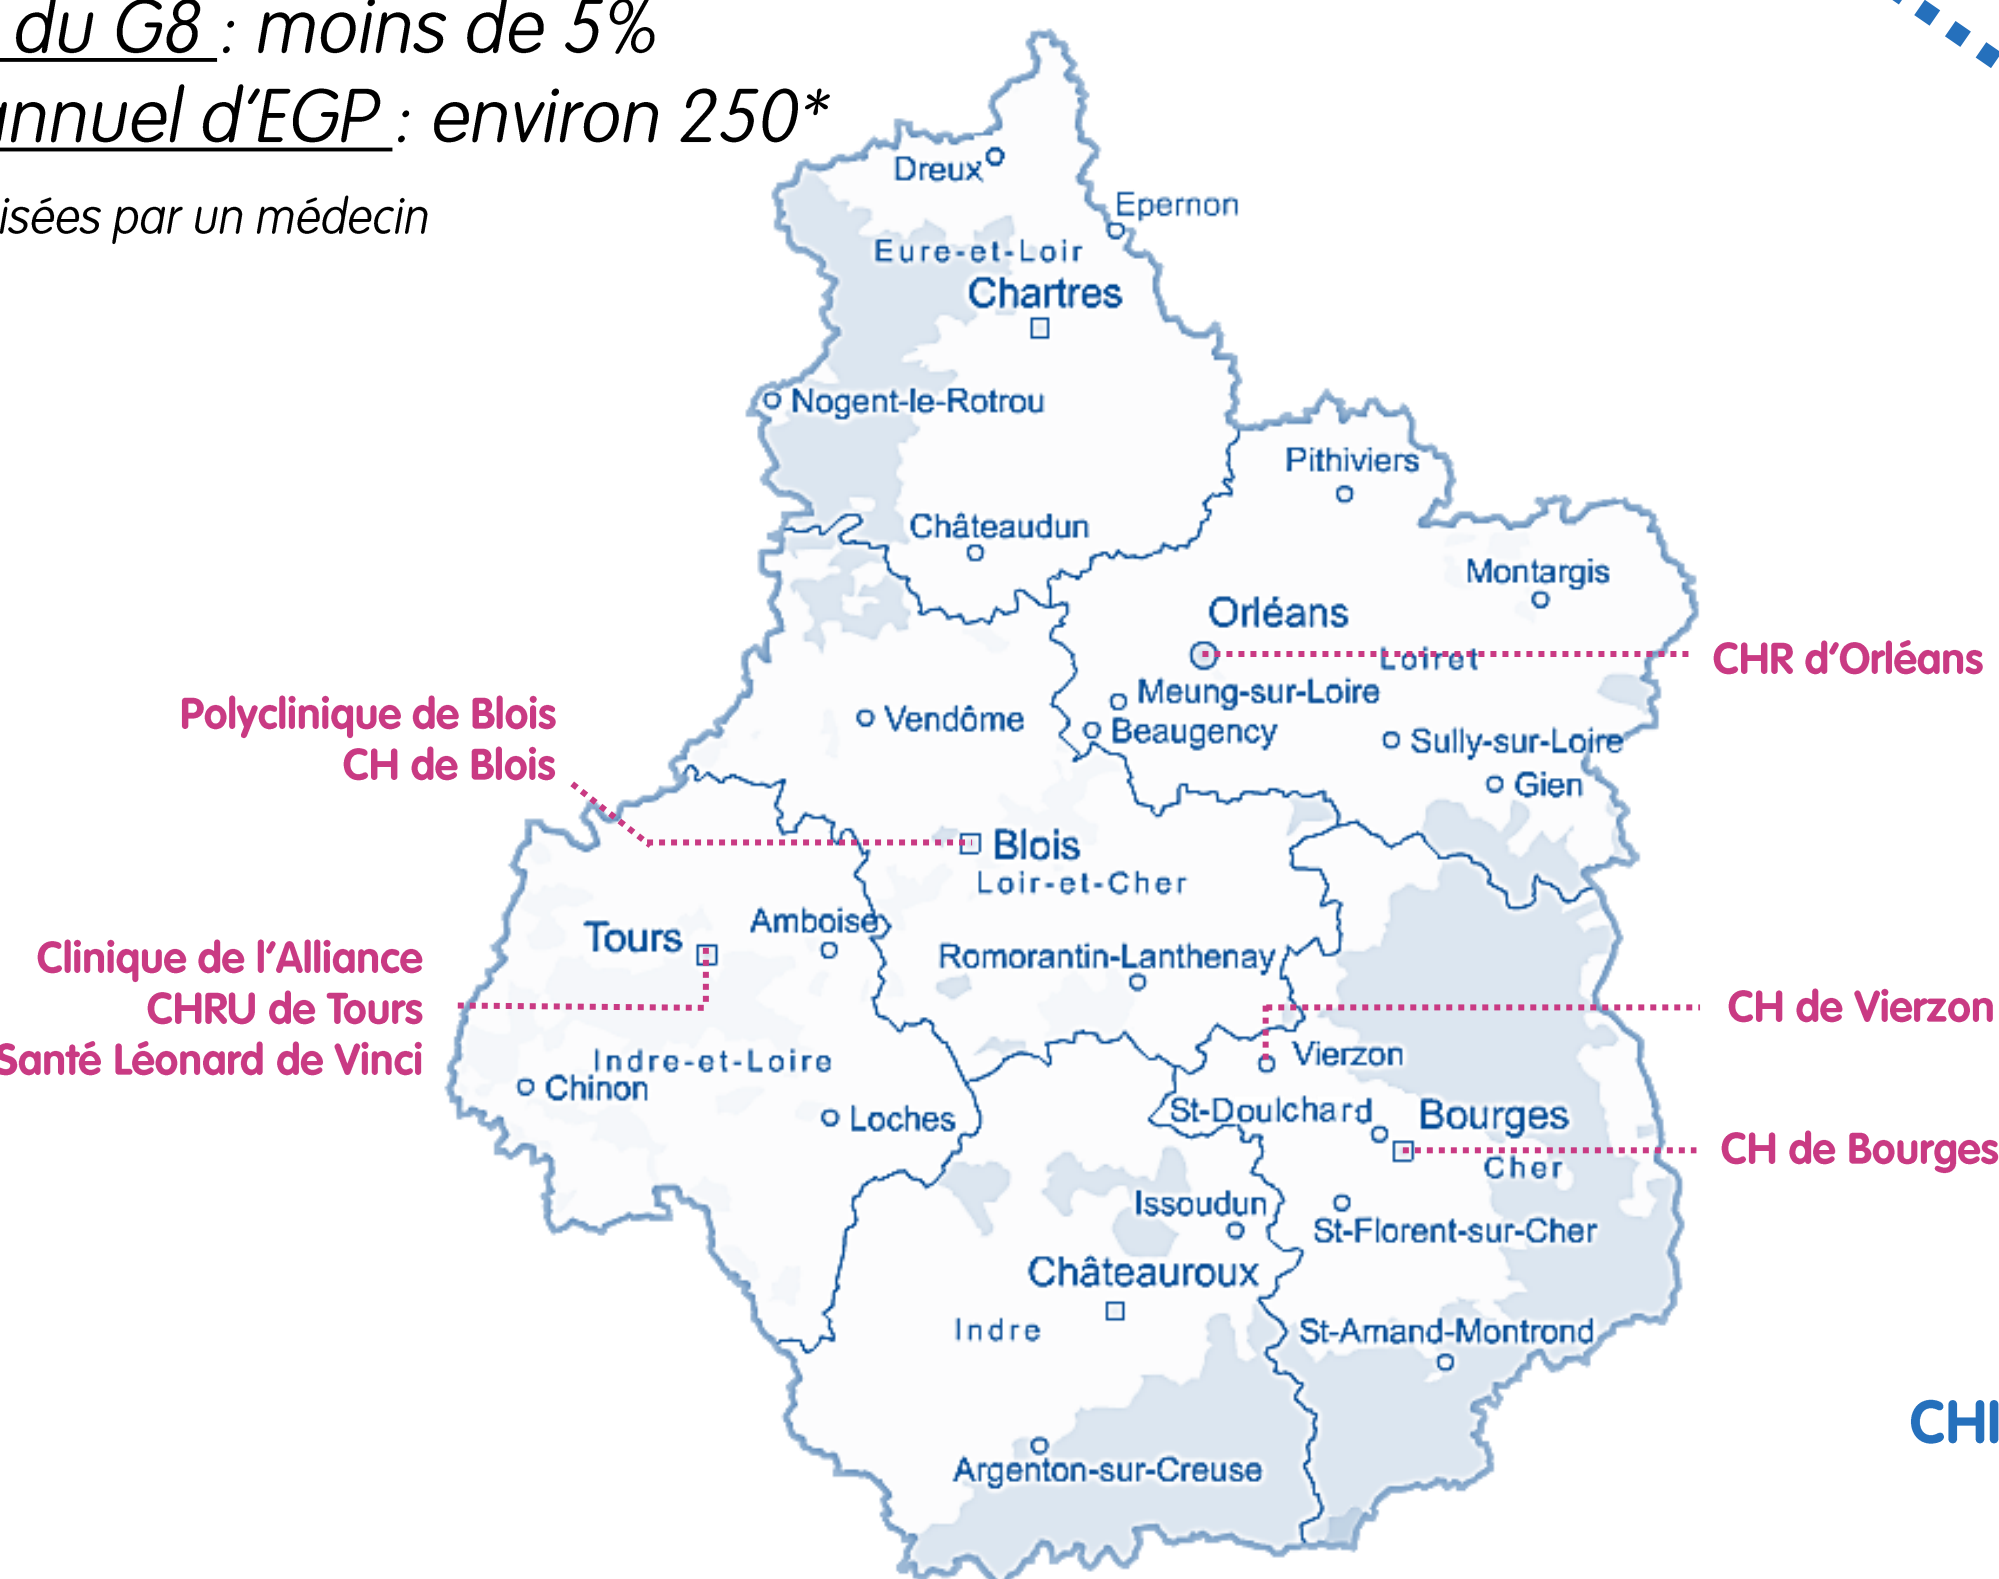 du G8 : moins de 5%
annuel d’EGP : environ 250*
isées par un médecin
Dreux
Epernon
Eure-et-Loir
Chartres
Nogent-le-Rotrou
Pithiviers
Châteaudun
Montargis
Orléans
Loiret
CHR d’Orléans
Meung-sur-Loire
Polyclinique de Blois
CH de Blois
Vendôme
Beaugency
Sully-sur-Loire
Gien
Blois
Loir-et-Cher
Amboise
Tours
Clinique de l’Alliance
CHRU de Tours
Santé Léonard de Vinci
Romorantin-Lanthenay
CH de Vierzon
Vierzon
Indre-et-Loire
Chinon
Loches
St-Doulchard
Bourges
CH de Bourges
Cher
Issoudun
St-Florent-sur-Cher
Châteauroux
Indre
St-Amand-Montrond
CHI
Argenton-sur-Creuse